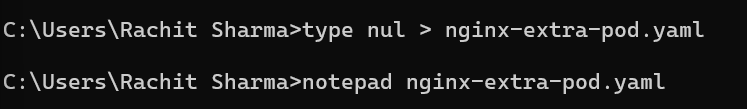 C:\Users\Rachit Sharma>type nul > nginx-extra-pod.yaml
C:\Users\Rachit Sharma>notepad nginx-extra-pod.yaml